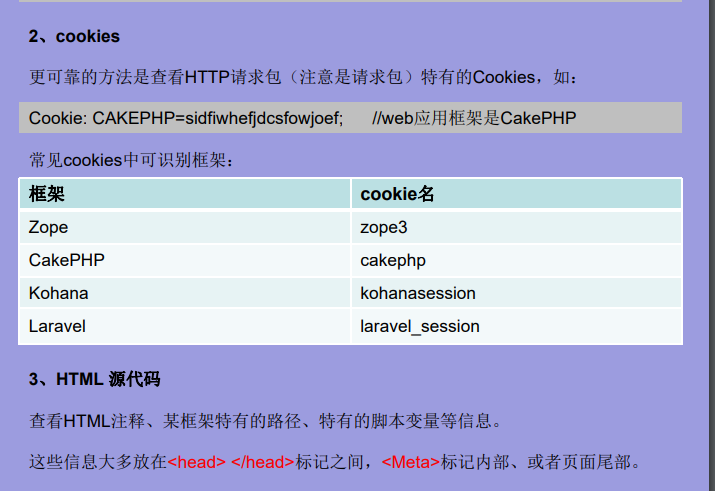 2、cookies
更可靠的方法是查看HTTP请求包（注意是请求包）特有的Cookies，如：
Cookie: CAKEPHP=sidfiwhefjdcsfowjoef; //web应用框架是CakePHP
常见cookies中可识别框架：
框架 cookie名
Zope zope3
CakePHP cakephp
Kohana kohanasession
Laravel laravel_session
3、HTML 源代码
查看HTML注释、某框架特有的路径、特有的脚本变量等信息。
这些信息大多放在<head> </head>标记之间，<Meta>标记内部、或者页面尾部。